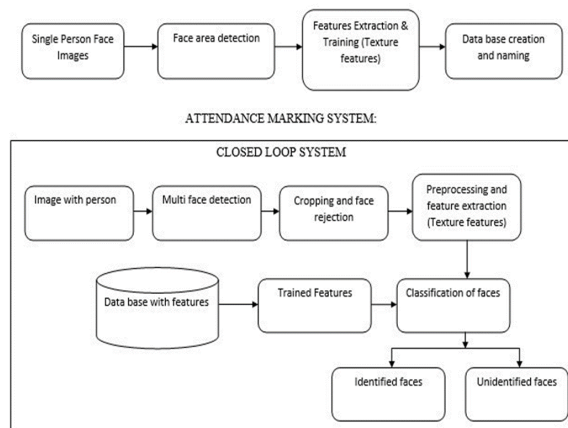 Single Person Face
Images
Face area detection
Features Extraction &
Training (Texture
features)
Data base creation
and naming
ATTENDANCE MARKING SYSTEM:
CLOSED LOOP SYSTEM
Image with person
Multi face detection
Cropping and face
rejection
Preprocessing and
feature extraction
(Texture features)
Data base with features
Trained Features
Classification of faces
Identified faces
Unidentified faces